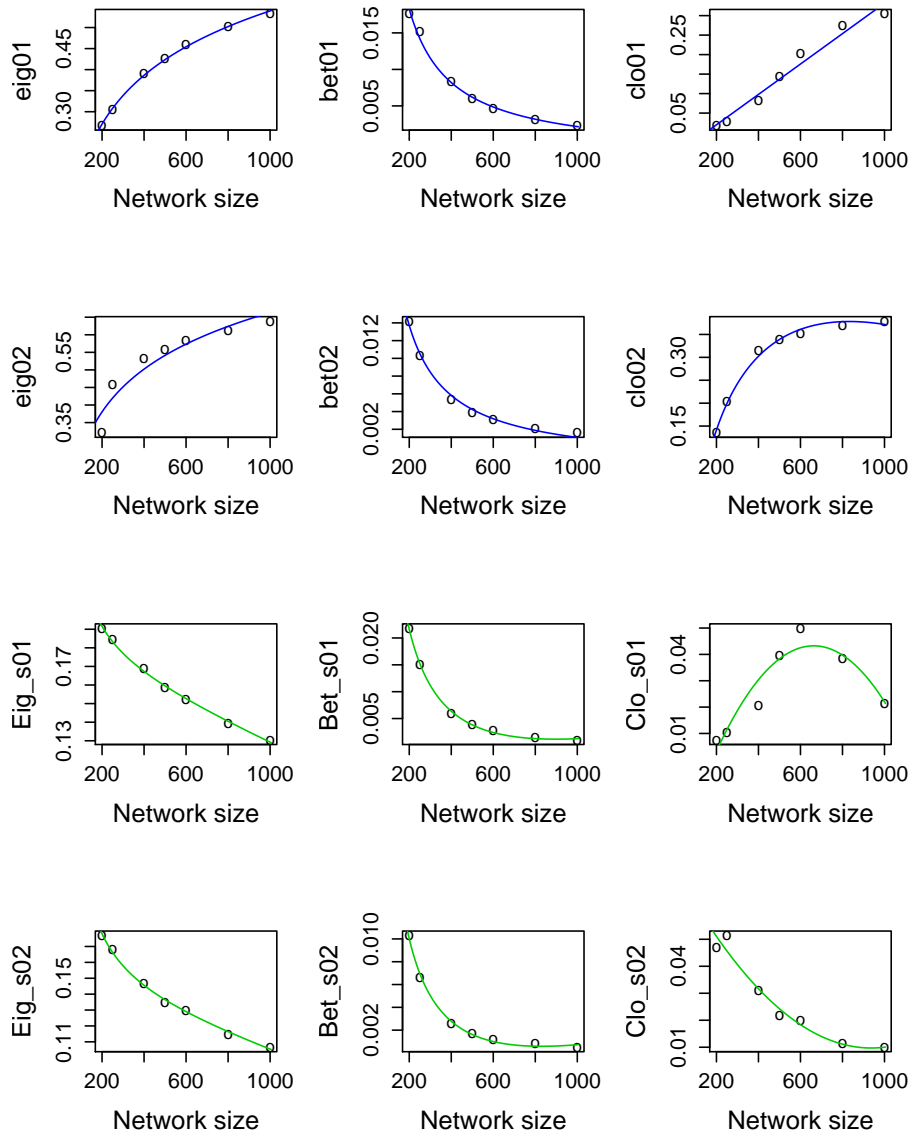 eig01
0.30 0.45
200 600 1000
Network size
bet01
0.005 0.015
200 600 1000
Network size
clo01
0.05 0.25
200 600 1000
Network size
eig02
0.35 0.55
200 600 1000
Network size
bet02
0.002 0.012
200 600 1000
Network size
clo02
0.15 0.30
200 600 1000
Network size
Eig_s01
0.13 0.17
200 600 1000
Network size
Bet_s01
0.005 0.020
200 600 1000
Network size
Clo_s01
0.01 0.04
200 600 1000
Network size
Eig_s02
0.11 0.15
200 600 1000
Network size
Bet_s02
0.002 0.010
200 600 1000
Network size
Clo_s02
0.01 0.04
200 600 1000
Network size